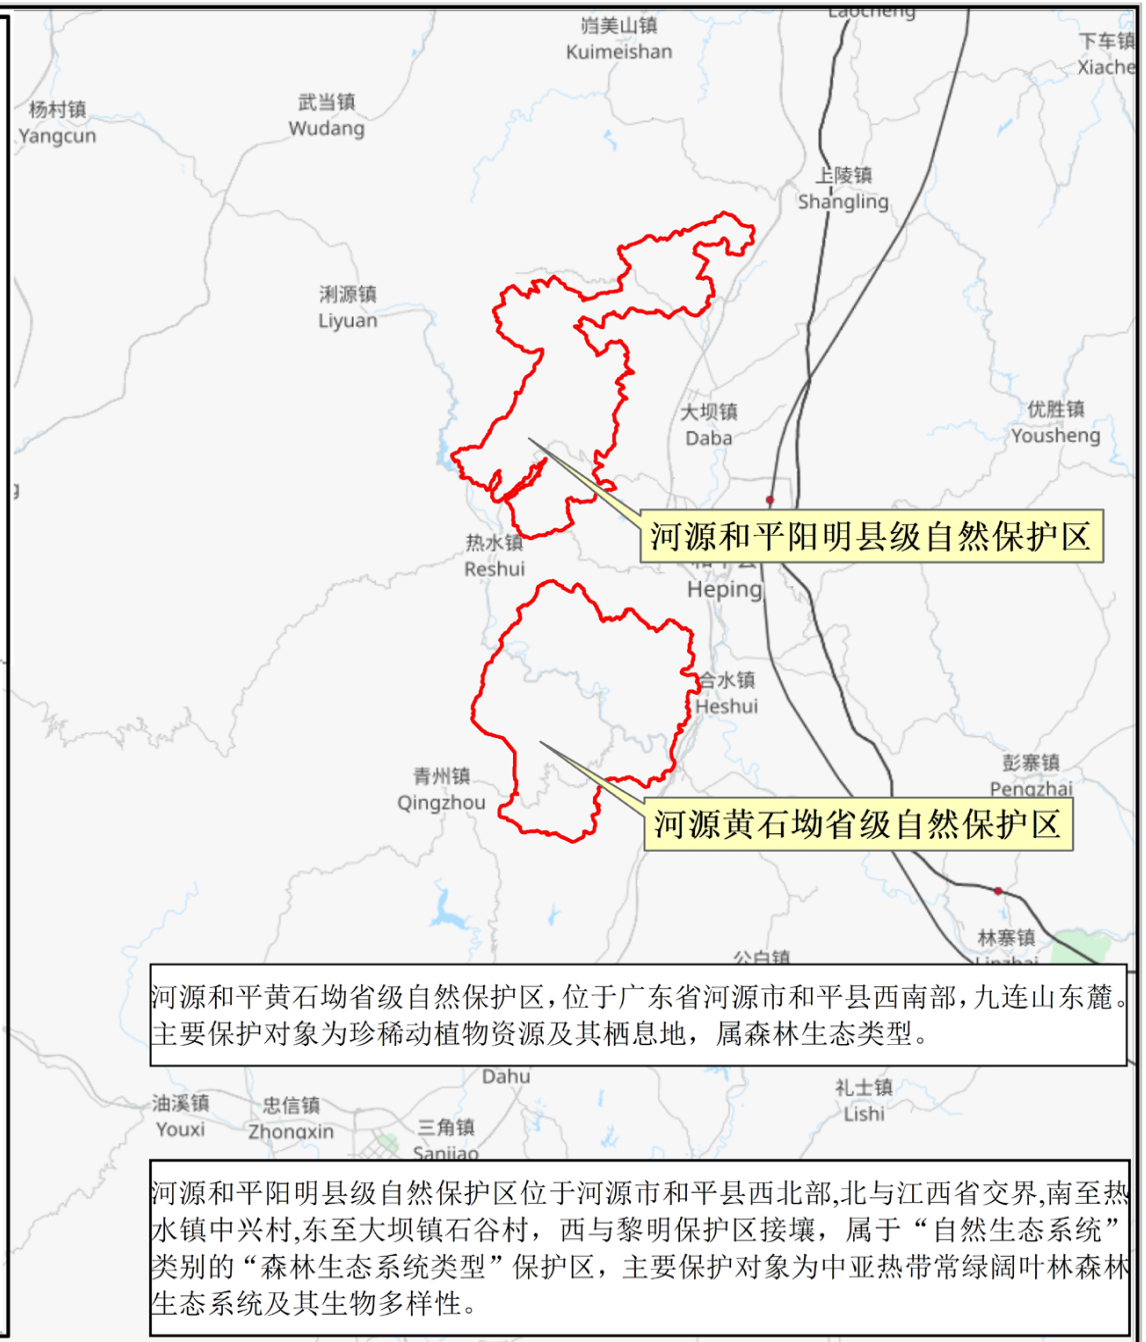 Laocheng
岿美山镇
Kuimeishan
下车镇
Xiache
武当镇
Wudang
杨村镇
Yangcun
上陵镇
Shangling
浰源镇
Liyuan
大坝镇
Daba
优胜镇
Yousheng
g
河源和平阳明县级自然保护区
热水镇
Reshui
和平县
Heping
合水镇
Heshui
青州镇
Qingzhou
彭寨镇
Pengzhai
河源黄石坳省级自然保护区
林寨镇
Linzhai
公白镇
河源和平黄石坳省级自然保护区，位于广东省河源市和平县西南部，九连山东麓。
主要保护对象为珍稀动植物资源及其栖息地，属森林生态类型。
Dahu
油溪镇
Youxi
忠信镇
Zhongxin
三角镇
Sanjiao
礼士镇
Lishi
河源和平阳明县级自然保护区位于河源市和平县西北部,北与江西省交界,南至热
水镇中兴村,东至大坝镇石谷村，西与黎明保护区接壤，属于“自然生态系统”
类别的“森林生态系统类型”保护区，主要保护对象为中亚热带常绿阔叶林森林
生态系统及其生物多样性。